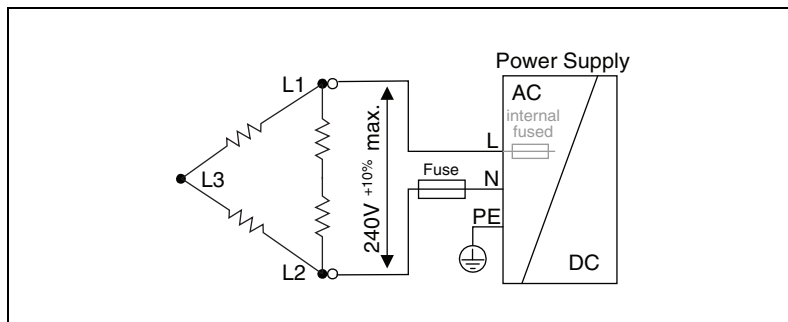 Power Supply
L1
AC
internal
fused
240V +10% max.
L
Fuse
N
L3
PE
L2
DC